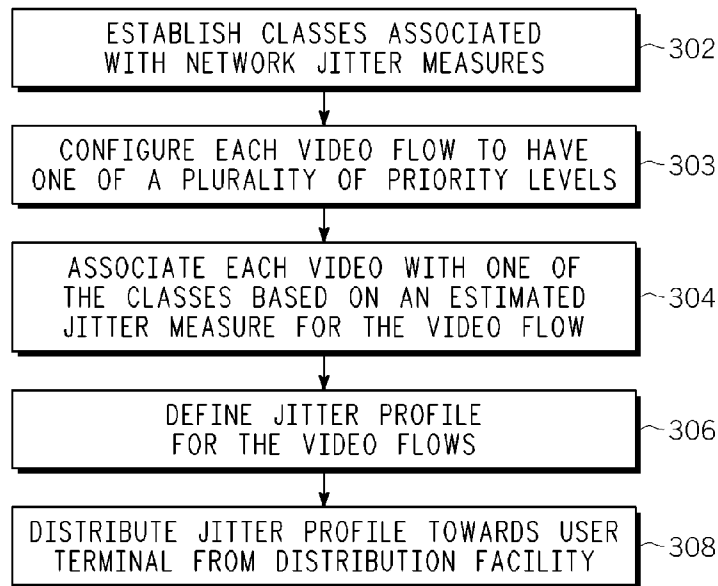 ESTABLISH CLASSES ASSOCIATED
WITH NETWORK JITTER MEASURES
302
CONFIGURE EACH VIDEO FLOW TO HAVE
ONE OF A PLURALITY OF PRIORITY LEVELS
303
ASSOCIATE EACH VIDEO WITH ONE OF
THE CLASSES BASED ON AN ESTIMATED
JITTER MEASURE FOR THE VIDEO FLOW
304
DEFINE JITTER PROFILE
FOR THE VIDEO FLOWS
306
DISTRIBUTE JITTER PROFILE TOWARDS USER
TERMINAL FROM DISTRIBUTION FACILITY
308